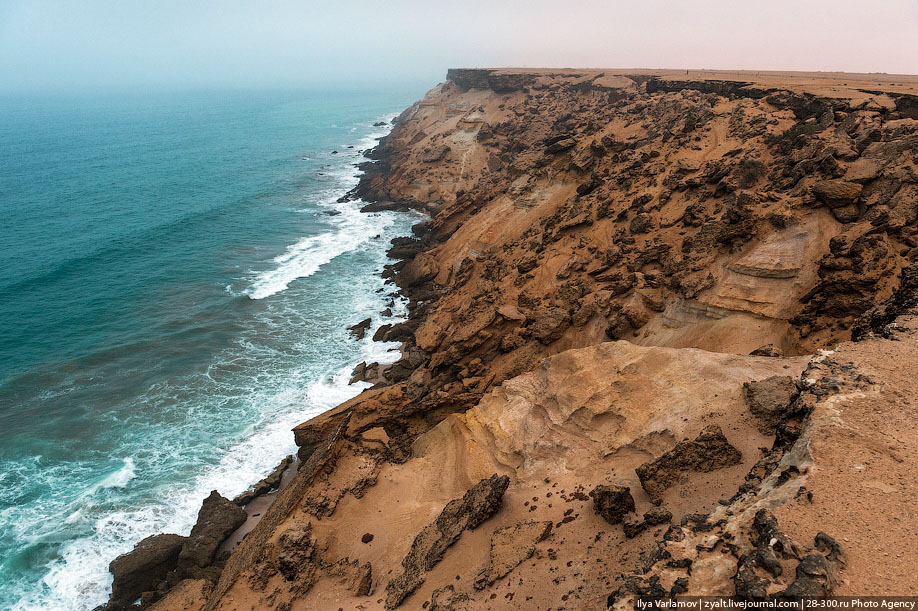 Ilya Varlamov | zyalt.livejournal.com | 28-300.ru Photo Agency